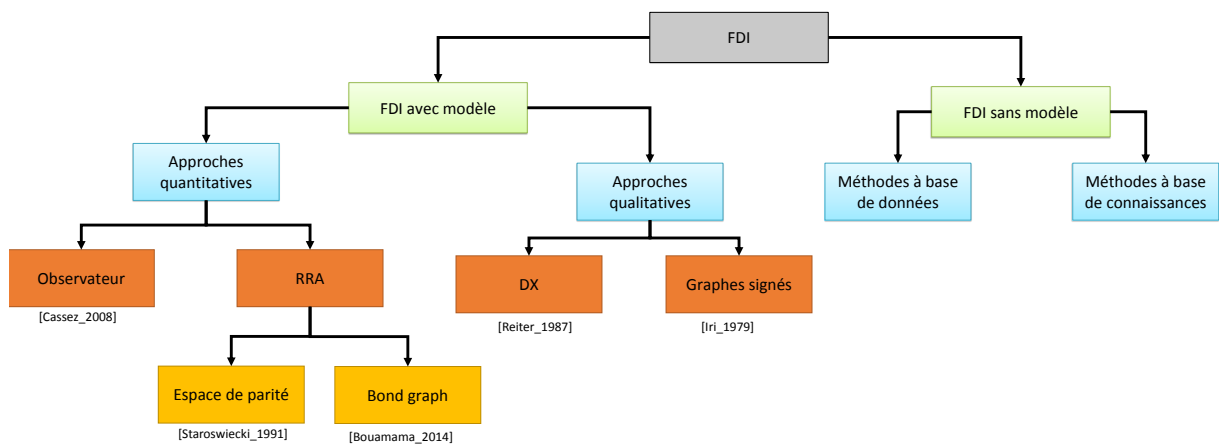 FDI
FDI avec modèle
FDI sans modèle
Approches
quantitatives
Approches
qualitatives
Méthodes à base
de données
Méthodes à base
de connaissances
Observateur
RRA
DX
Graphes signés
[Cassez_2008]
[Reiter_1987]
[Iri_1979]
Espace de parité
Bond graph
[Staroswiecki_1991]
[Bouamama_2014]